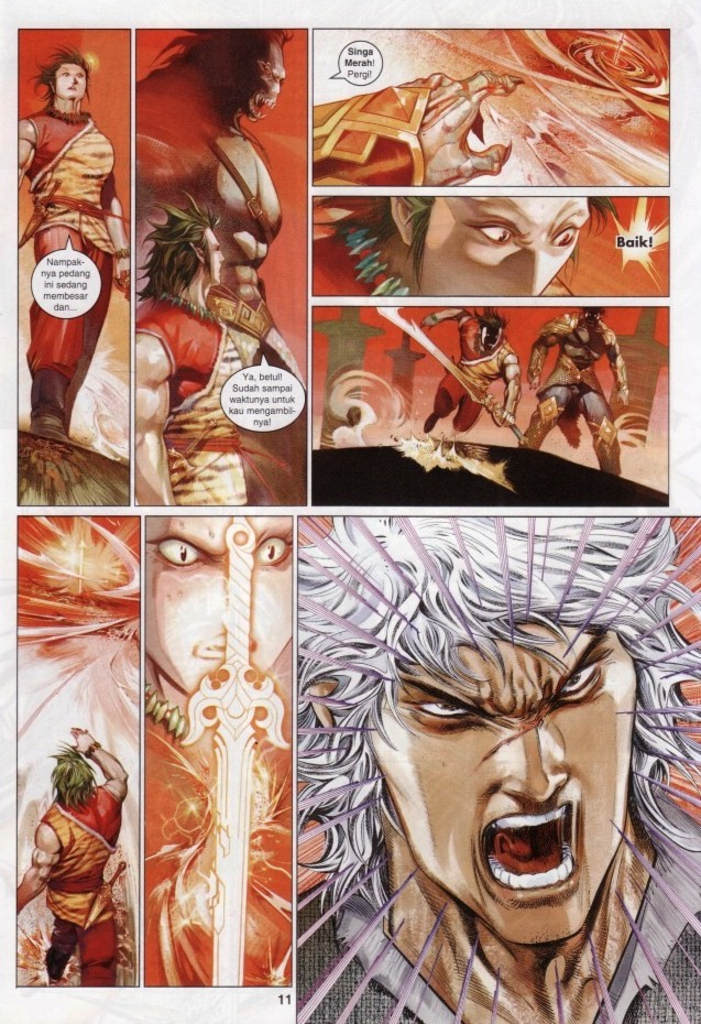 Nampak-
nya pedang
ini sedang
membesar
dan...
Ya, betul!
Sudah sampai
waktunya untuk
kau mengambil-
nya!
Singa
Merah!
Pergi!
Baik!
11